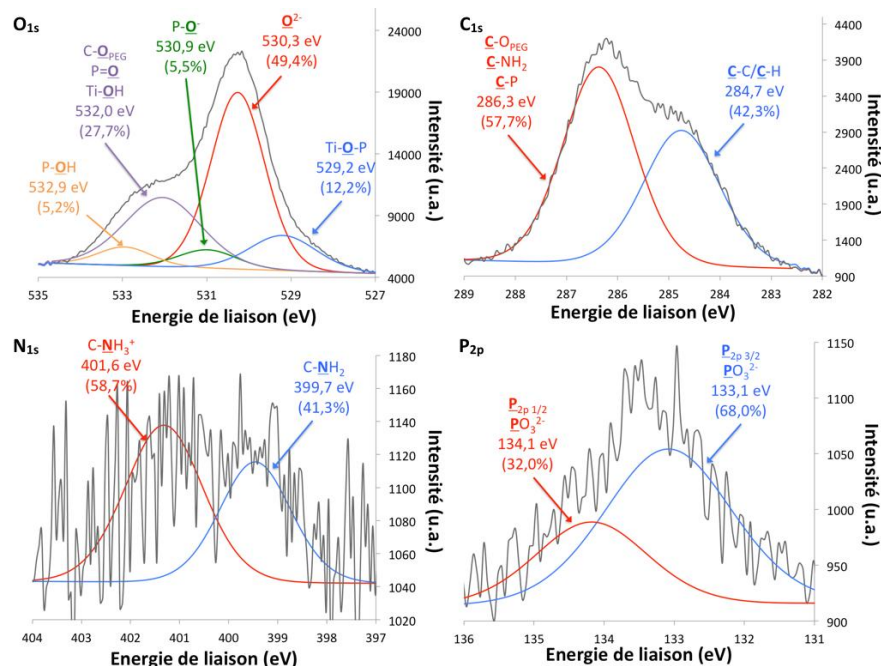 O1s
P-O-
530,9 eV
(5,5%)
O2-
530,3 eV
(49,4%)
C-OPEG
P=O
Ti-OH
532,0 eV
(27,7%)
P-OH
532,9 eV
(5,2%)
Ti-O-P
529,2 eV
(12,2%)
24000
19000
14000
9000
4000
Intensité (u.a.)
535 533 531 529 527
Energie de liaison (eV)
C1s
C-OPEG
C-NH2
C-P
286,3 eV
(57,7%)
C-C/C-H
284,7 eV
(42,3%)
4400
3900
3400
2900
2400
1900
1400
900
Intensité (u.a.)
289 288 287 286 285 284 283 282
Energie de liaison (eV)
N1s
C-NH3+
401,6 eV
(58,7%)
C-NH2
399,7 eV
(41,3%)
1180
1160
1140
1120
1100
1080
1060
1040
1020
Intensité (u.a.)
404 403 402 401 400 399 398 397
Energie de liaison (eV)
P2p
P2p 1/2
PO32-
134,1 eV
(32,0%)
P2p 3/2
PO32-
133,1 eV
(68,0%)
1150
1100
1050
1000
950
900
Intensité (u.a.)
136 135 134 133 132 131
Energie de liaison (eV)